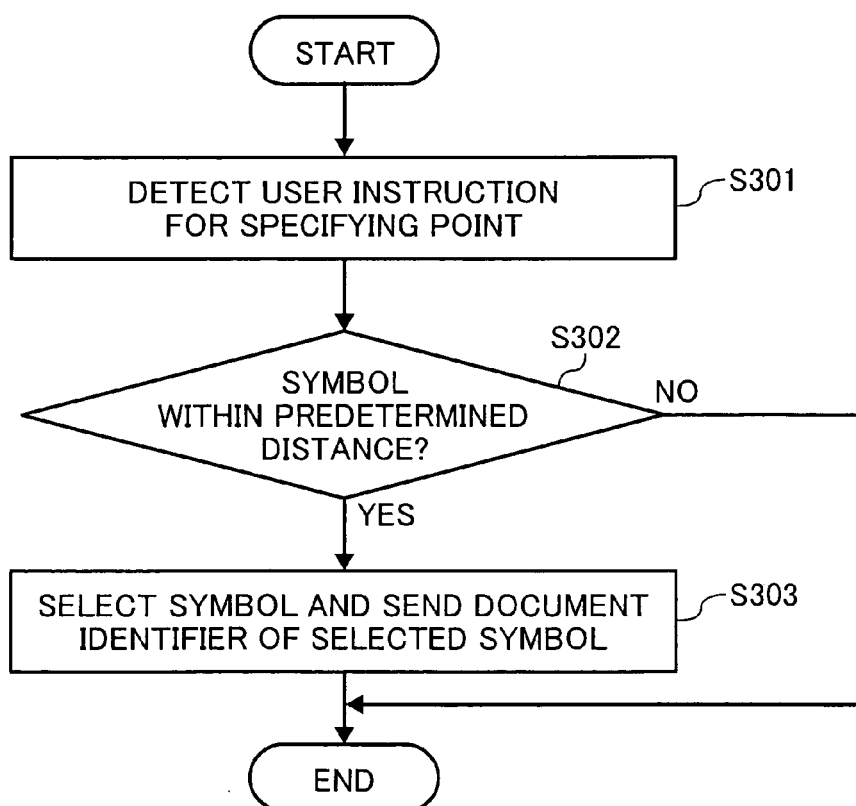 START
DETECT USER INSTRUCTION
FOR SPECIFYING POINT
S301
S302
SYMBOL
WITHIN PREDETERMINED
DISTANCE?
NO
YES
SELECT SYMBOL AND SEND DOCUMENT
IDENTIFIER OF SELECTED SYMBOL
S303
END